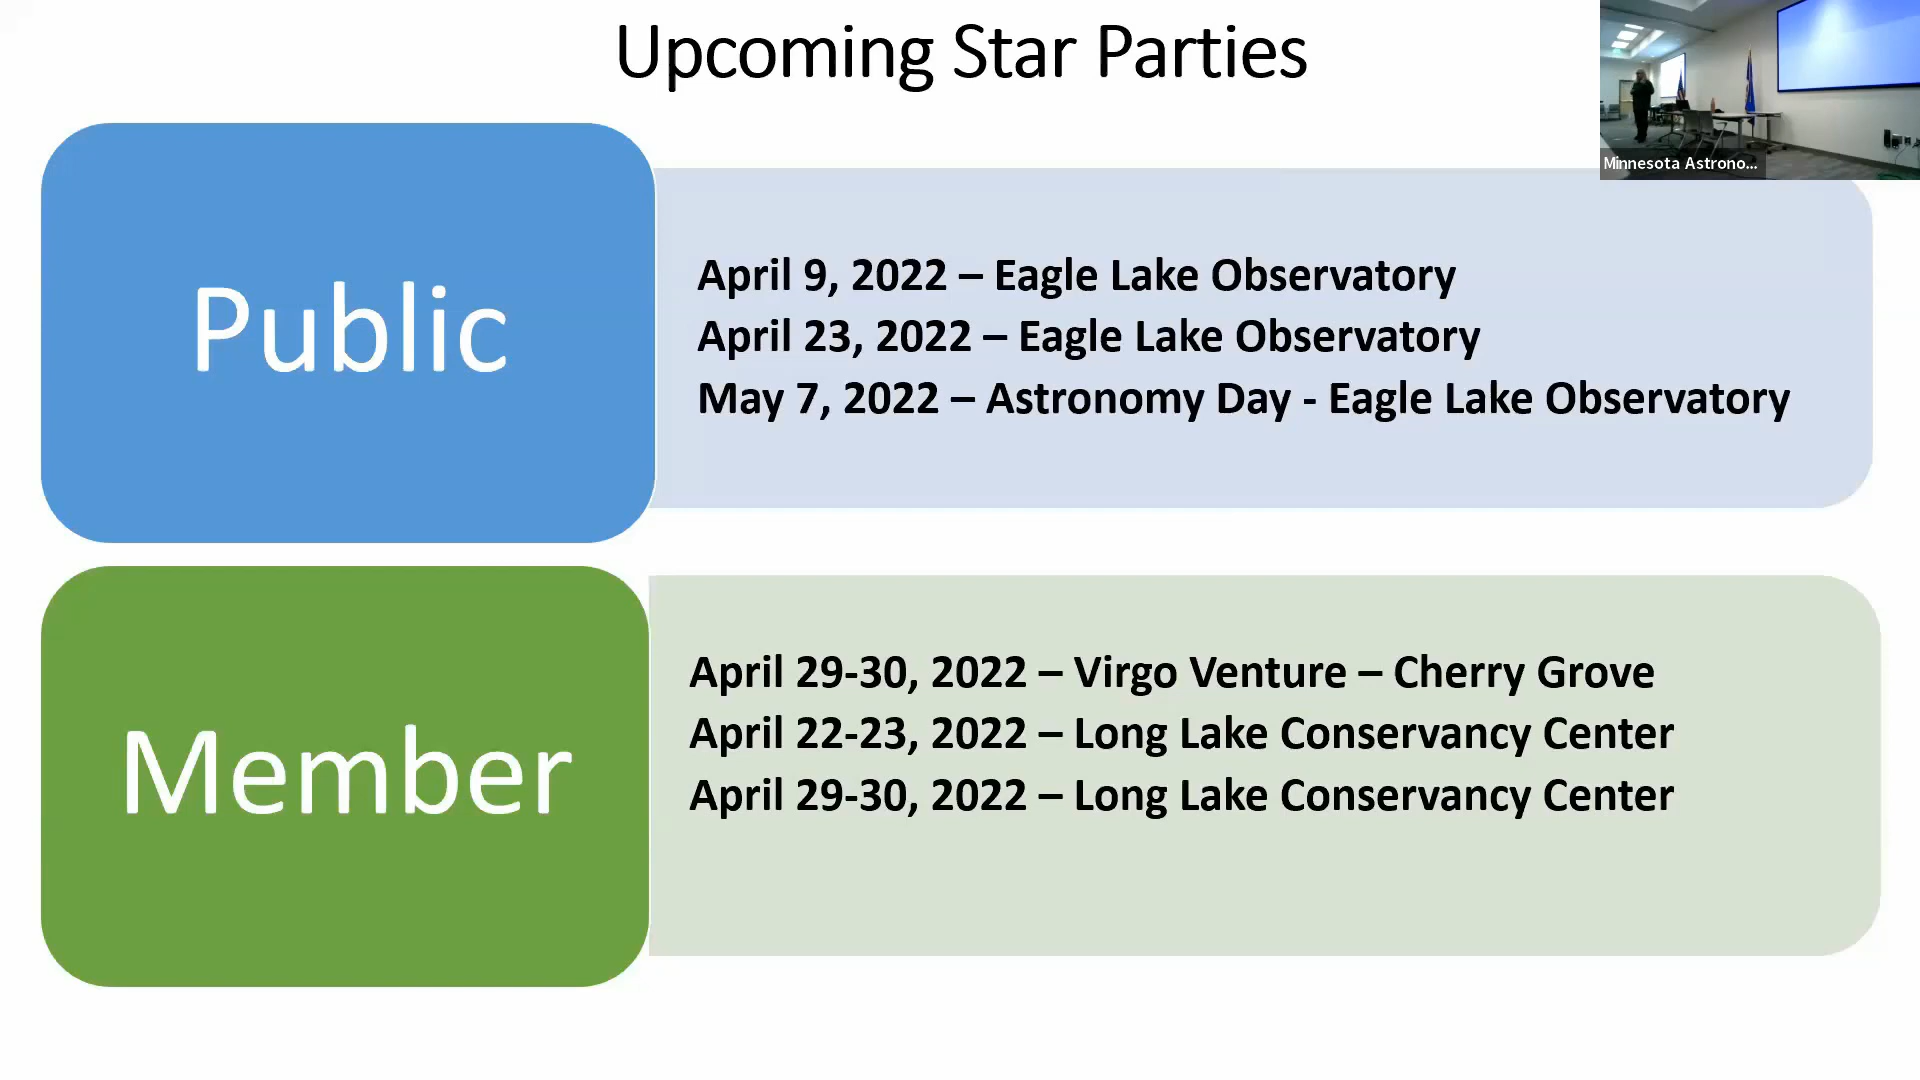 Upcoming Star Parties
Minnesota Astrono...
Public
April 9, 2022 – Eagle Lake Observatory
April 23, 2022 – Eagle Lake Observatory
May 7, 2022 – Astronomy Day - Eagle Lake Observatory
Member
April 29-30, 2022 – Virgo Venture – Cherry Grove
April 22-23, 2022 – Long Lake Conservancy Center
April 29-30, 2022 – Long Lake Conservancy Center